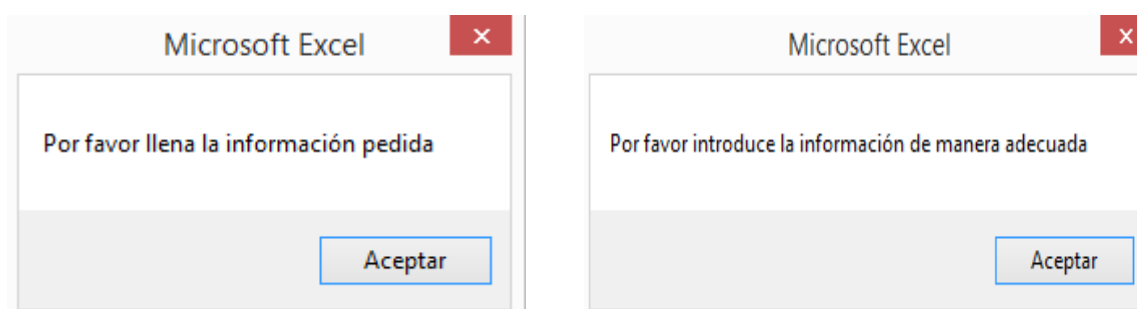 Microsoft Excel
x
Por favor llena la información pedida
Aceptar
Microsoft Excel
x
Por favor introduce la información de manera adecuada
Aceptar